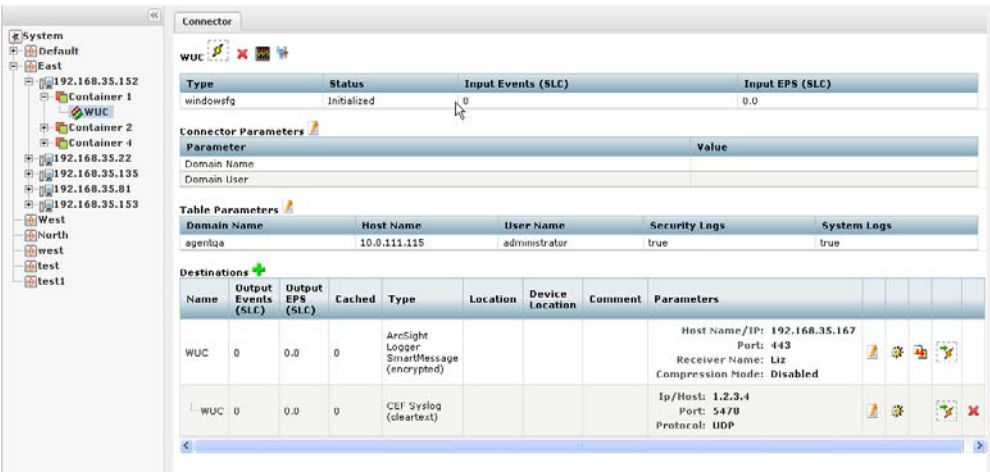 Connector
System
Default
East
192.168.35.152
Container 1
WUC
Container 2
Container 4
192.168.35.22
192.168.35.135
192.168.35.81
192.168.35.153
West
North
west
test
test1
WUC
Type Status Input Events (SLC) Input EPS (SLC)
windowsfg Initialized 0 0.0
Connector Parameters
Parameter Value
Domain Name
Domain User
Table Parameters
Domain Name Host Name User Name Security Logs System Logs
agentqa 10.0.111.115 administrator true true
Destinations
Name Output Events (SLC) Output EPS (SLC) Cached Type Location Device Location Comment Parameters
WUC 0 0.0 0 ArcSight Logger SmartMessage (encrypted) Host Name/IP: 192.168.35.167
Port: 443
Receiver Name: Liz
Compression Mode: Disabled
WUC 0 0.0 0 CEF Syslog (cleartext) Ip/Host: 1.2.3.4
Port: 5478
Protocol: UDP